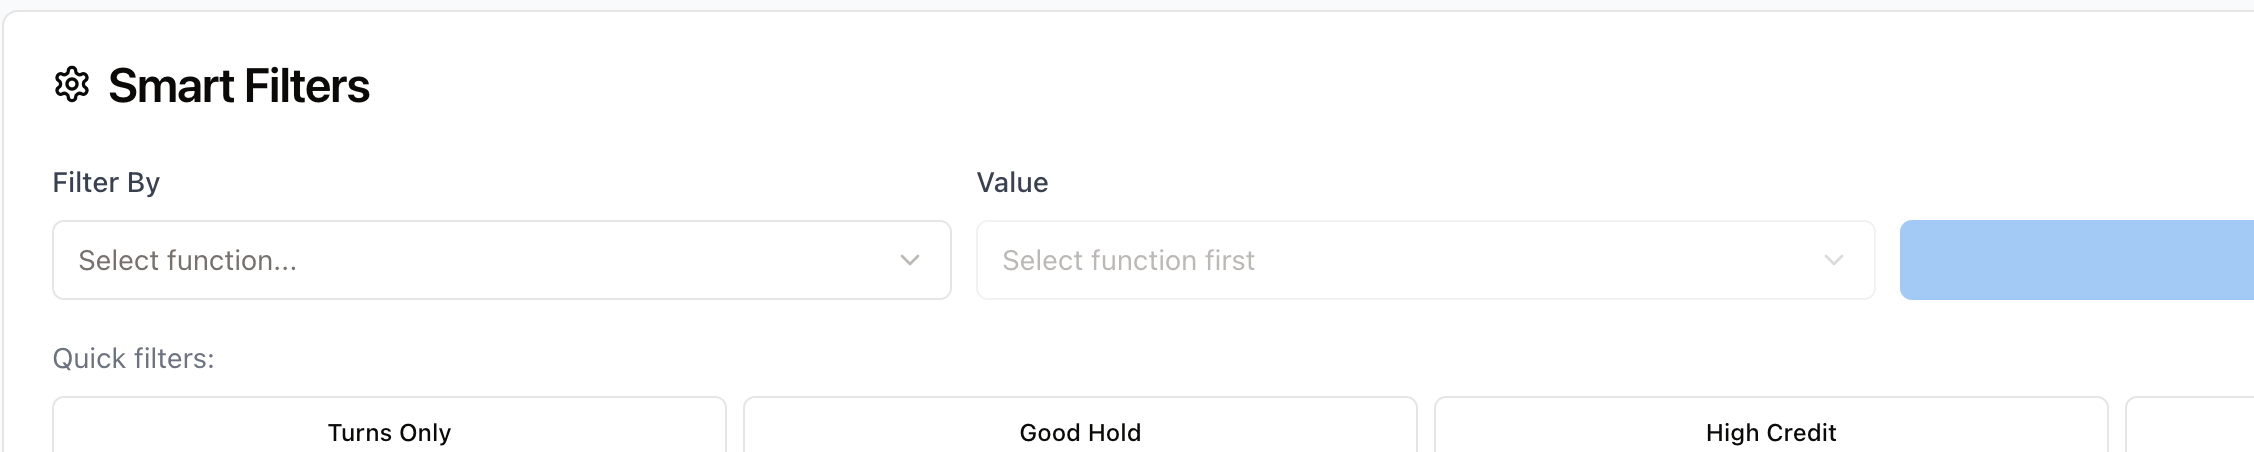 Smart Filters
Filter By
Value
Select function...
Select function first
Quick filters:
Turns Only
Good Hold
High Credit